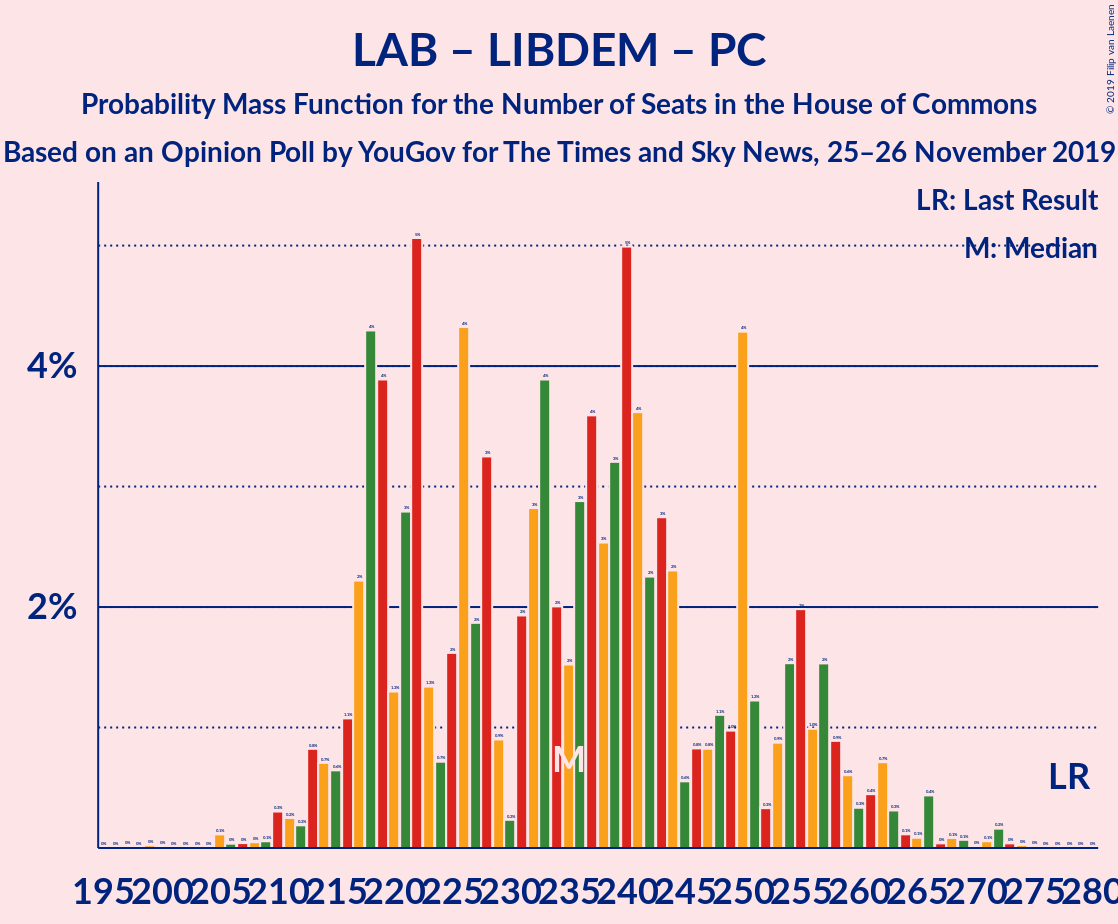 LAB – LIBDEM – PC
Probability Mass Function for the Number of Seats in the House of Commons
Based on an Opinion Poll by YouGov for The Times and Sky News, 25–26 November 2019
© 2019 Filip van Laenen
LR: Last Result
M: Median
4%
2%
M
LR
195 200 205 210 215 220 225 230 235 240 245 250 255 260 265 270 275 280